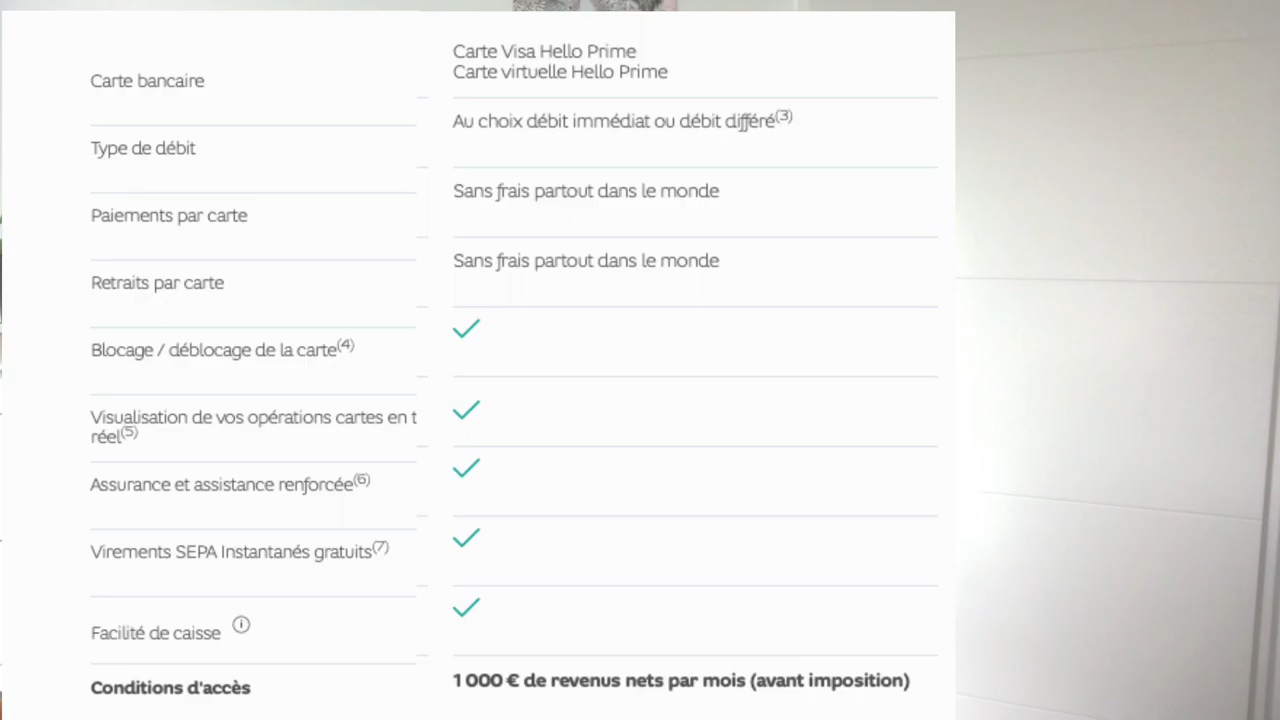 Carte bancaire
Carte Visa Hello Prime
Carte virtuelle Hello Prime
Type de débit
Au choix débit immédiat ou débit différé(3)
Paiements par carte
Sans frais partout dans le monde
Retraits par carte
Sans frais partout dans le monde
Blocage / déblocage de la carte(4)
Visualisation de vos opérations cartes en t
réel(5)
Assurance et assistance renforcée(6)
Virements SEPA Instantanés gratuits(7)
Facilité de caisse
Conditions d'accès
1 000 € de revenus nets par mois (avant imposition)